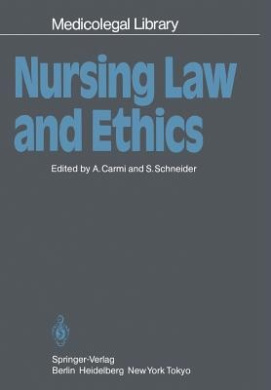 Medicolegal Library
Nursing Law
and Ethics
Edited by A. Carmi and S. Schneider
Springer-Verlag
Berlin Heidelberg New York Tokyo